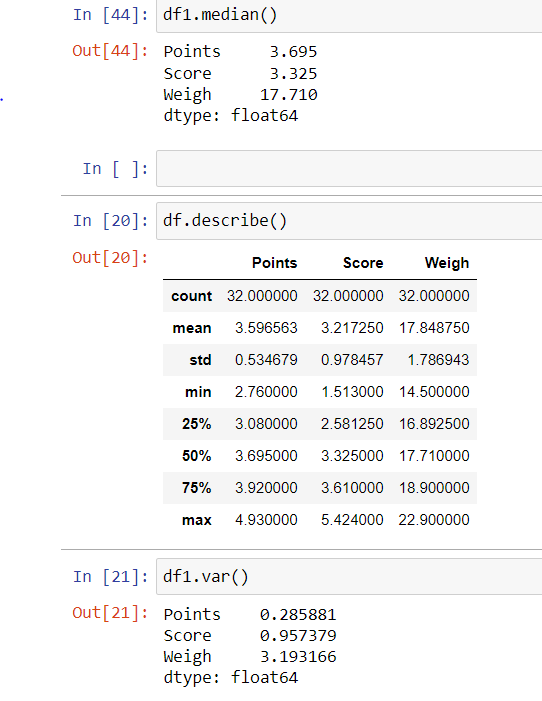 In [44]: df1.median()
Out[44]: Points 3.695
Score 3.325
Weigh 17.710
dtype: float64
In [ ]:
In [20]: df.describe()
Out[20]:
Points Score Weigh
count 32.000000 32.000000 32.000000
mean 3.596563 3.217250 17.848750
std 0.534679 0.978457 1.786943
min 2.760000 1.513000 14.500000
25% 3.080000 2.581250 16.892500
50% 3.695000 3.325000 17.710000
75% 3.920000 3.610000 18.900000
max 4.930000 5.424000 22.900000
In [21]: df1.var()
Out[21]: Points 0.285881
Score 0.957379
Weigh 3.193166
dtype: float64